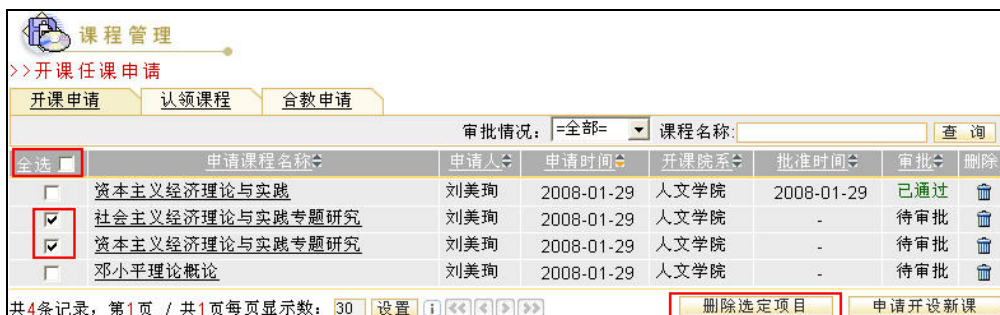 课程管理
>>开课任课申请
开课申请 认领课程 合教申请
审批情况： =全部= 课程名称: 查 询
全选 申请课程名称 申请人 申请时间 开课院系 批准时间 审批 删除
资本主义经济理论与实践 刘美珣 2008-01-29 人文学院 2008-01-29 已通过
社会主义经济理论与实践专题研究 刘美珣 2008-01-29 人文学院 - 待审批
资本主义经济理论与实践专题研究 刘美珣 2008-01-29 人文学院 - 待审批
邓小平理论概论 刘美珣 2008-01-29 人文学院 - 待审批
共4条记录，第1页 / 共1页每页显示数： 30 设置 i << < > >> 删除选定项目 申请开设新课